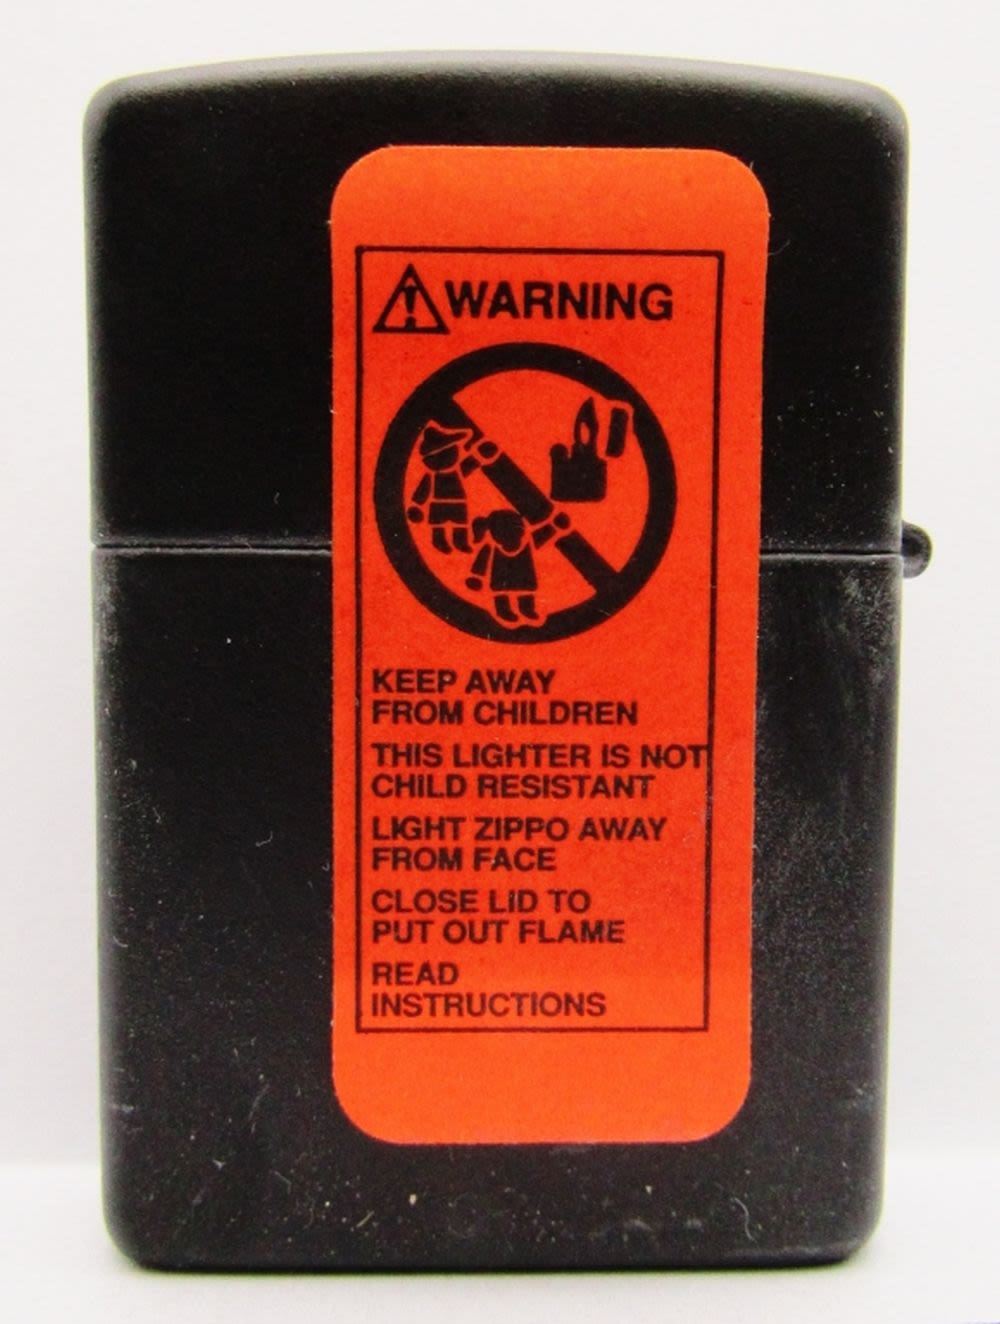 WARNING
KEEP AWAY
FROM CHILDREN
THIS LIGHTER IS NOT
CHILD RESISTANT
LIGHT ZIPPO AWAY
FROM FACE
CLOSE LID TO
PUT OUT FLAME
READ
INSTRUCTIONS